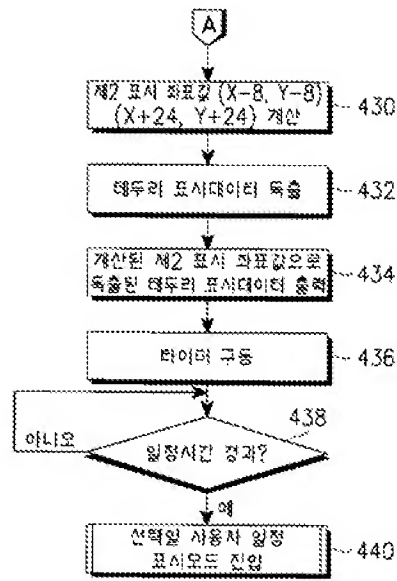 A
제2 표시 좌표값 (X-8, Y-8)
(X+24, Y+24) 계산
430
테두리 표시데이터 독출
432
계산된 제2 표시 좌표값으로
독출된 테두리 표시데이터 출력
434
타이머 구동
436
438
일정시간 경과?
아니오
예
선택일 사용자 일정
표시모드 진입
440